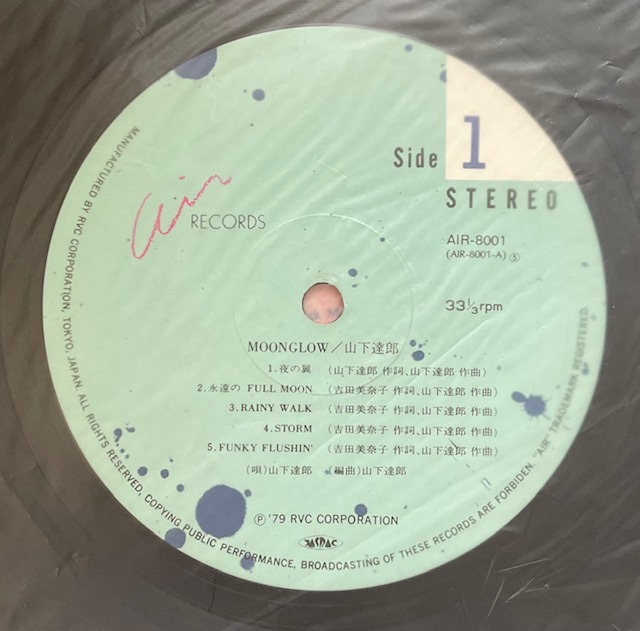 Side 1
STEREO
Air RECORDS
AIR-8001
(AIR-8001-A) ⑤
33⅓rpm
MOONGLOW／山下達郎
1.夜の翼 (山下達郎 作詞、山下達郎 作曲)
2.永遠の FULL MOON (吉田美奈子 作詞、山下達郎 作曲)
3.RAINY WALK (吉田美奈子 作詞、山下達郎 作曲)
4.STORM (吉田美奈子 作詞、山下達郎 作曲)
5.FUNKY FLUSHIN' (吉田美奈子 作詞、山下達郎 作曲)
(唄)山下達郎 (編曲)山下達郎
Ⓟ '79 RVC CORPORATION
JASRAC
MANUFACTURED BY RVC CORPORATION, TOKYO, JAPAN. ALL RIGHTS RESERVED, COPYING PUBLIC PERFORMANCE, BROADCASTING OF THESE RECORDS ARE FORBIDDEN. "AIR" TRADEMARK REGISTERED.